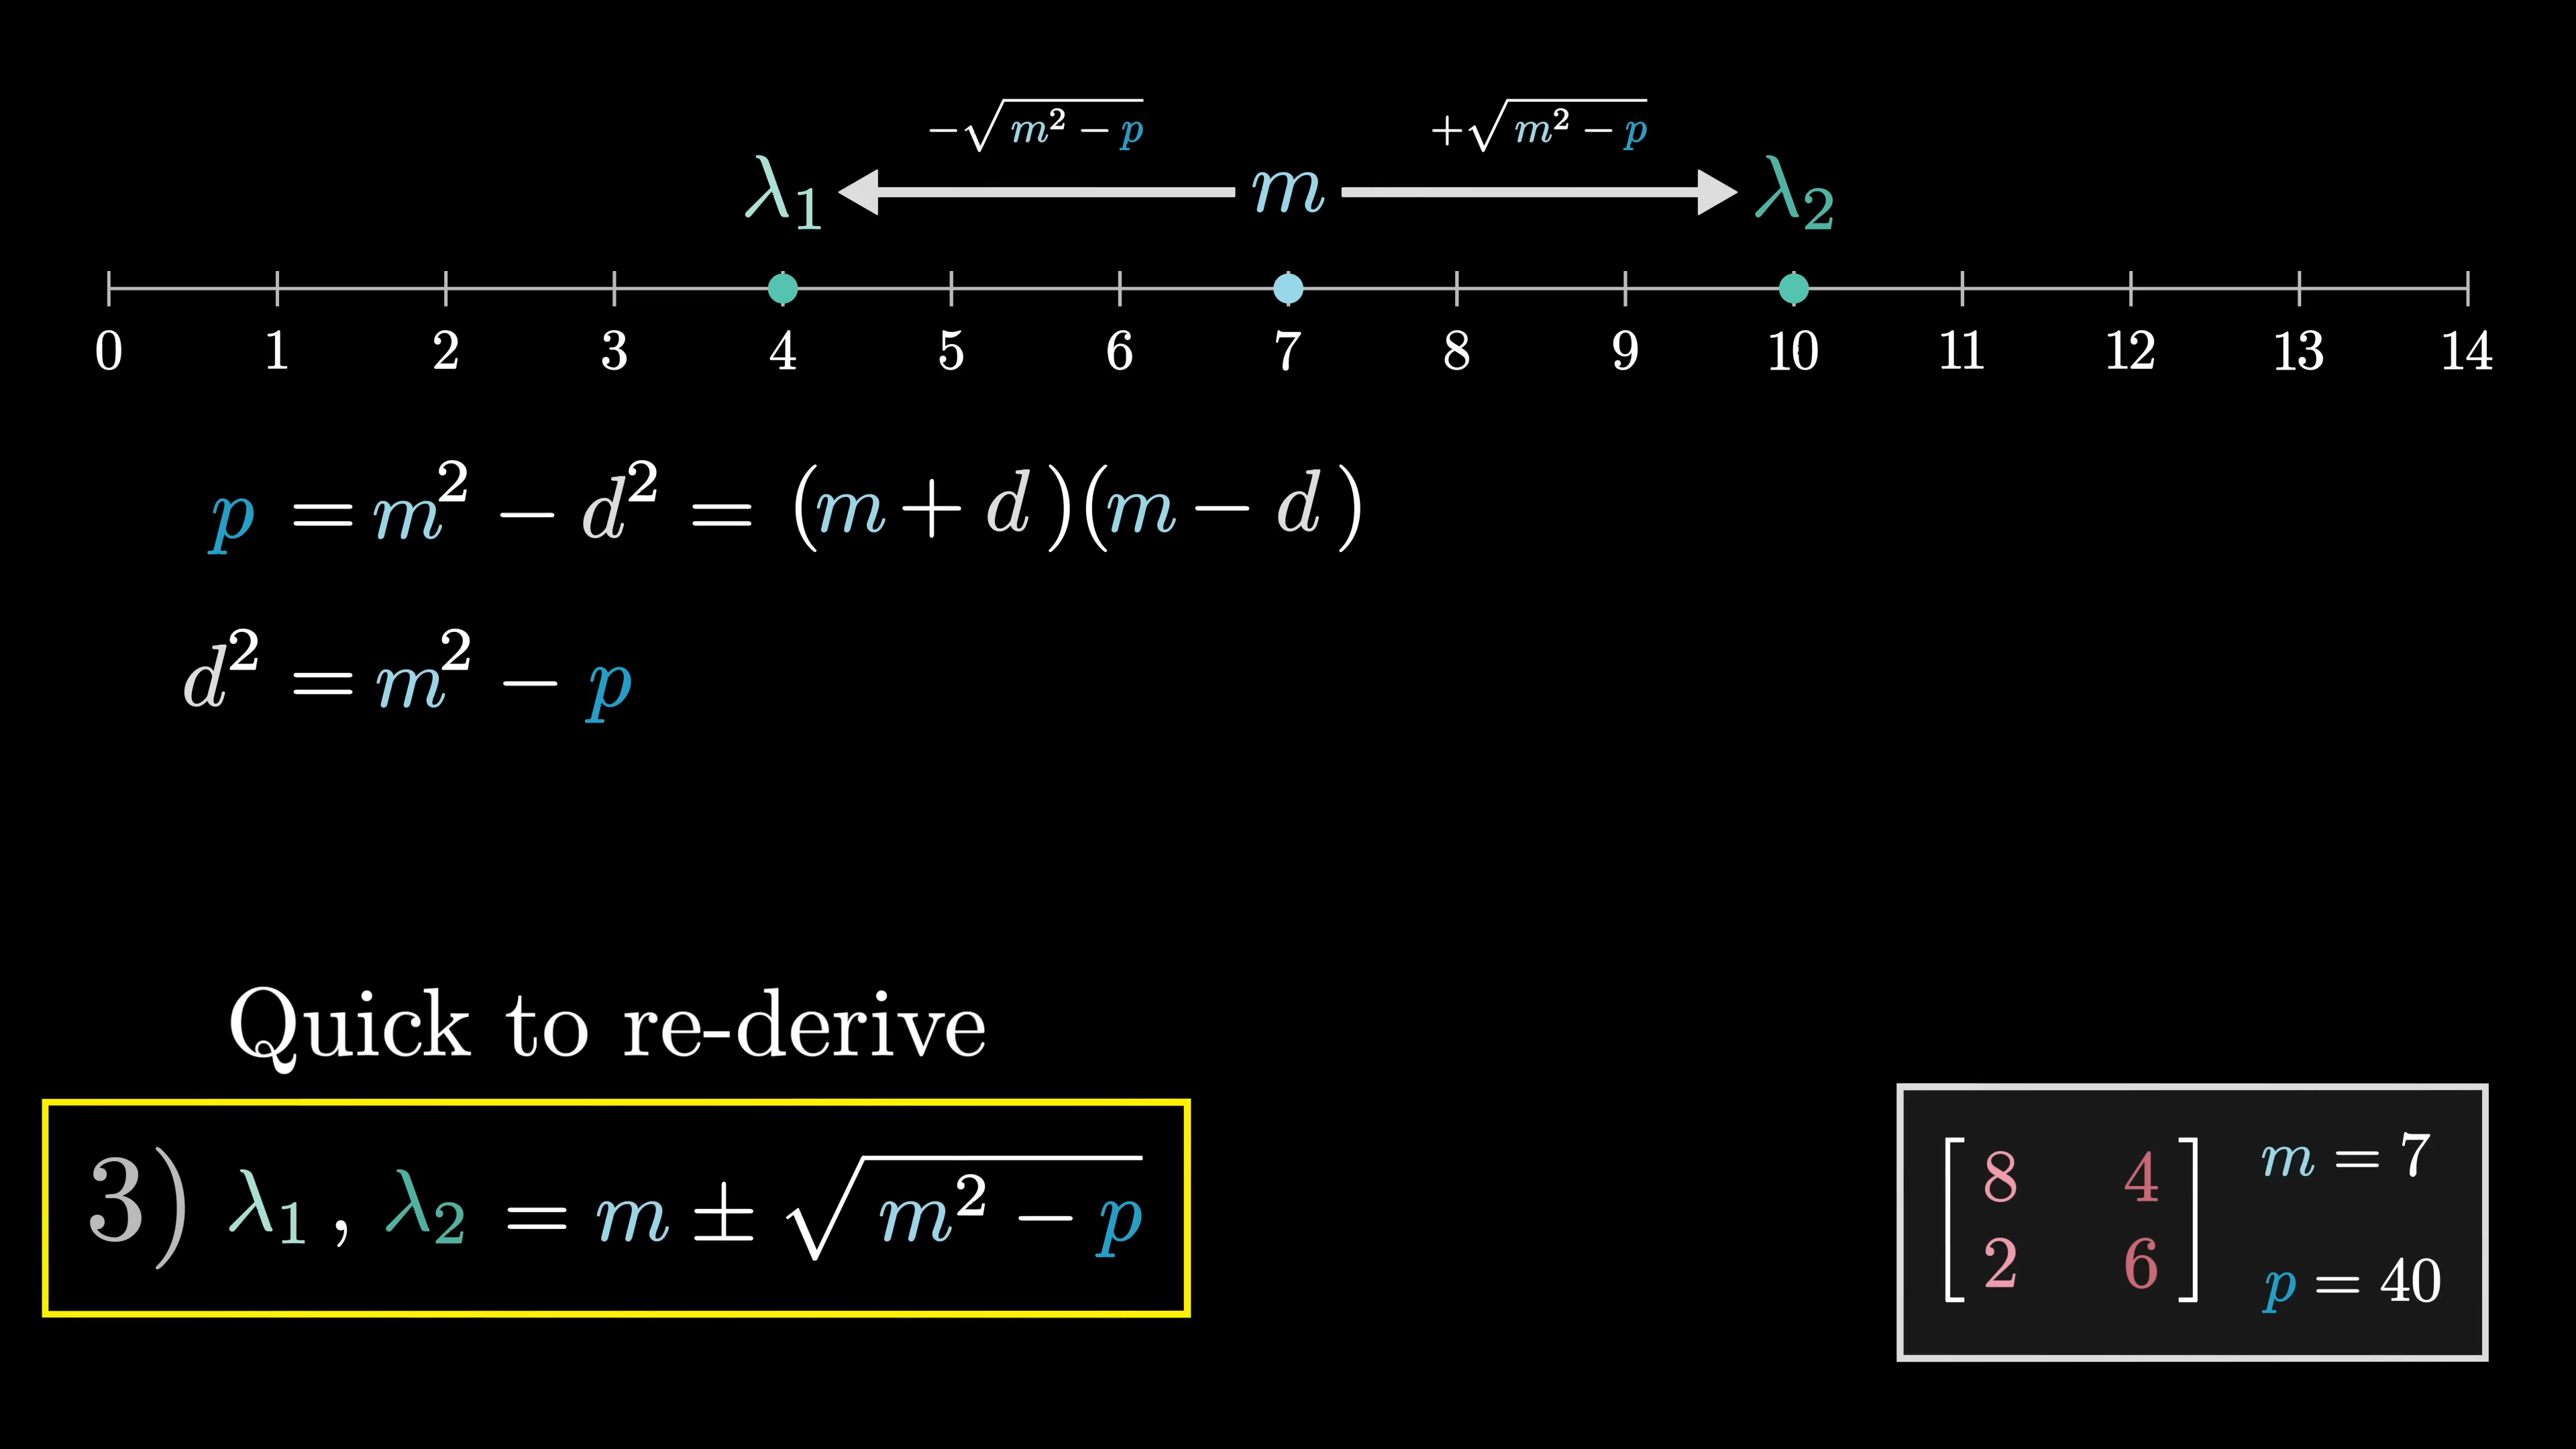 −√(m² − p) +√(m² − p)
λ₁ m λ₂
0 1 2 3 4 5 6 7 8 9 10 11 12 13 14
p = m² − d² = (m + d)(m − d)
d² = m² − p
Quick to re-derive
3) λ₁ , λ₂ = m ± √(m² − p)
[8 4
2 6]
m = 7
p = 40